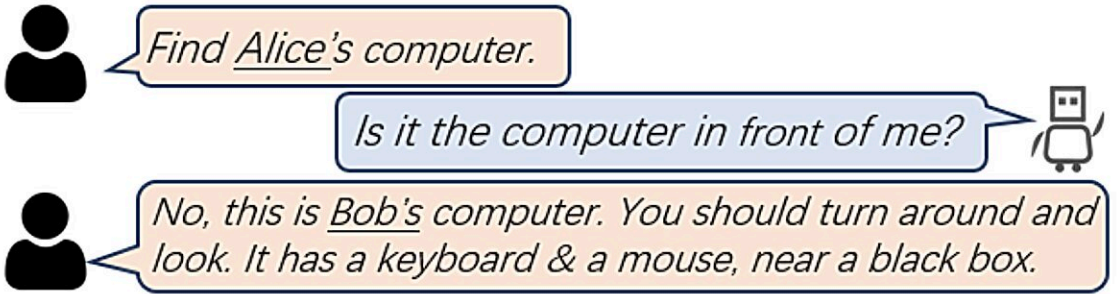 Find Alice's computer.
Is it the computer in front of me?
No, this is Bob's computer. You should turn around and
look. It has a keyboard & a mouse, near a black box.